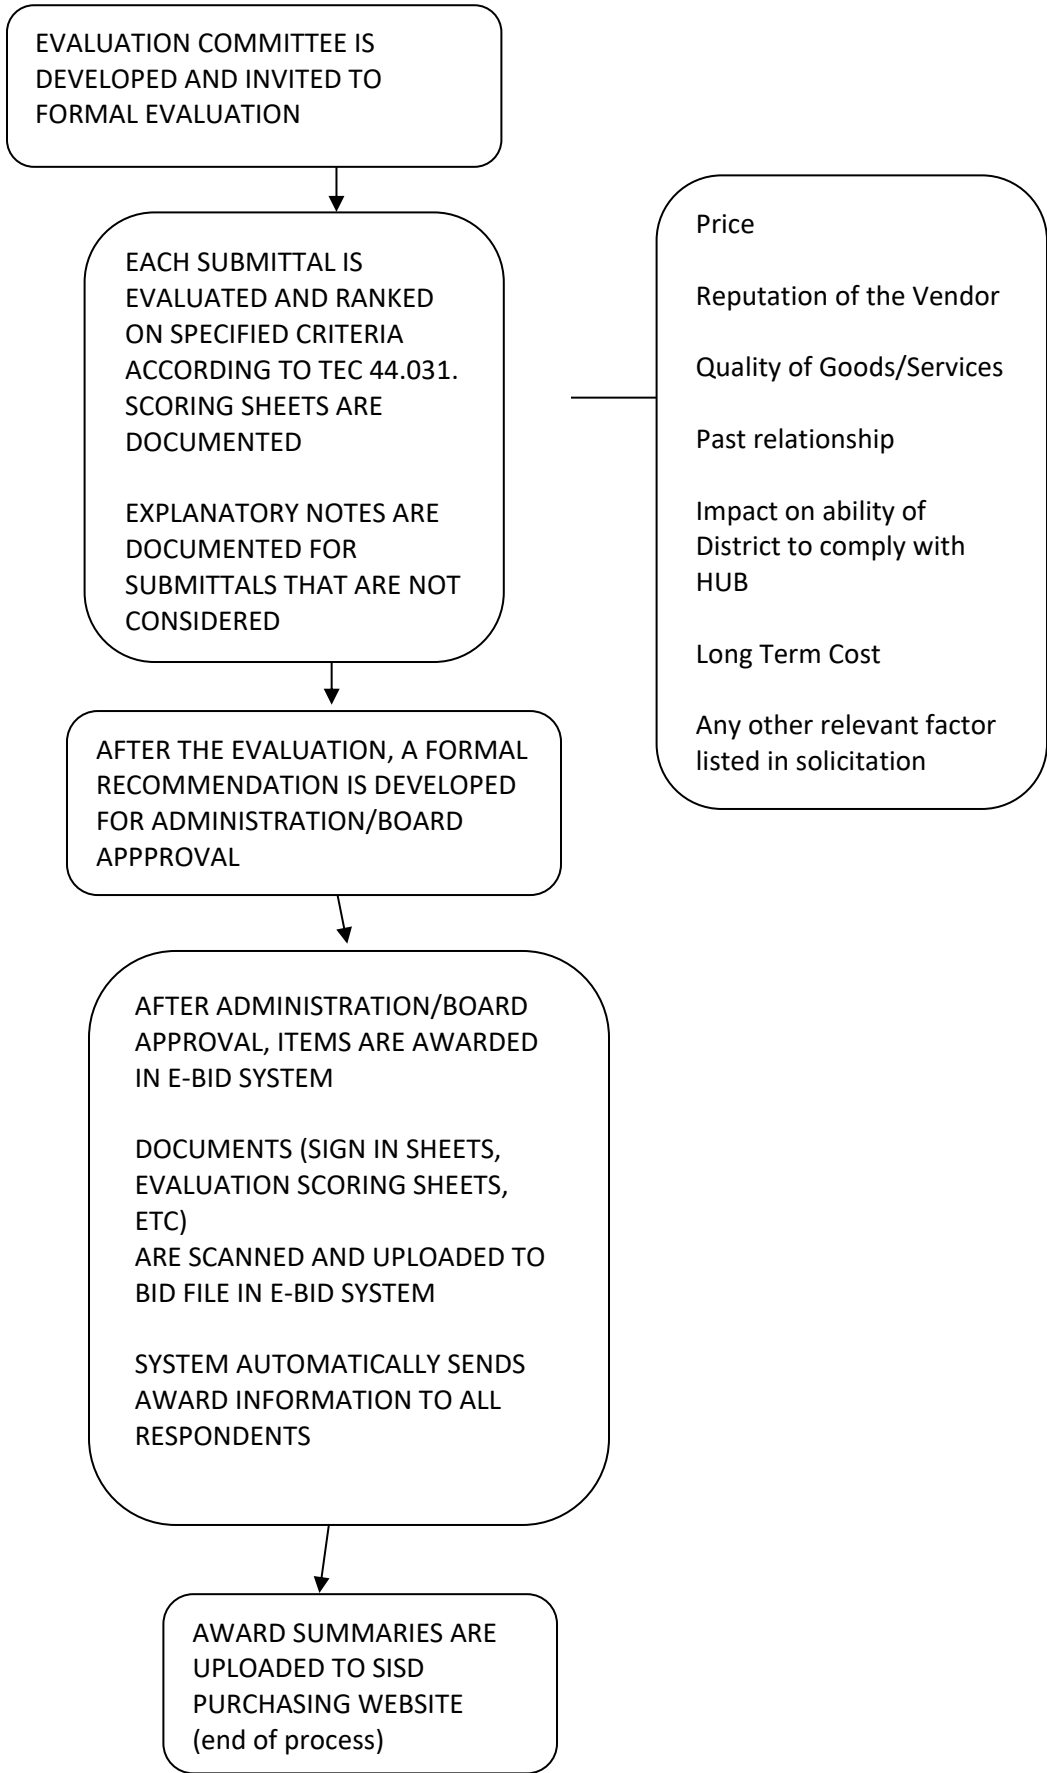 EVALUATION COMMITTEE IS
DEVELOPED AND INVITED TO
FORMAL EVALUATION
EACH SUBMITTAL IS
EVALUATED AND RANKED
ON SPECIFIED CRITERIA
ACCORDING TO TEC 44.031.
SCORING SHEETS ARE
DOCUMENTED
EXPLANATORY NOTES ARE
DOCUMENTED FOR
SUBMITTALS THAT ARE NOT
CONSIDERED
Price
Reputation of the Vendor
Quality of Goods/Services
Past relationship
Impact on ability of
District to comply with
HUB
Long Term Cost
Any other relevant factor
listed in solicitation
AFTER THE EVALUATION, A FORMAL
RECOMMENDATION IS DEVELOPED
FOR ADMINISTRATION/BOARD
APPPROVAL
AFTER ADMINISTRATION/BOARD
APPROVAL, ITEMS ARE AWARDED
IN E-BID SYSTEM
DOCUMENTS (SIGN IN SHEETS,
EVALUATION SCORING SHEETS,
ETC)
ARE SCANNED AND UPLOADED TO
BID FILE IN E-BID SYSTEM
SYSTEM AUTOMATICALLY SENDS
AWARD INFORMATION TO ALL
RESPONDENTS
AWARD SUMMARIES ARE
UPLOADED TO SISD
PURCHASING WEBSITE
(end of process)